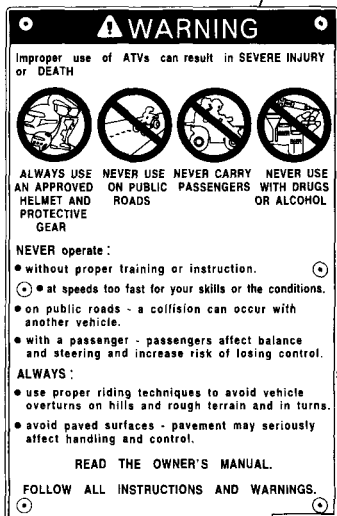 WARNING
Improper use of ATVs can result in SEVERE INJURY
or DEATH
ALWAYS USE
AN APPROVED
HELMET AND
PROTECTIVE
GEAR
NEVER USE
ON PUBLIC
ROADS
NEVER CARRY
PASSENGERS
NEVER USE
WITH DRUGS
OR ALCOHOL
NEVER operate:
• without proper training or instruction.
• at speeds too fast for your skills or the conditions.
• on public roads - a collision can occur with
another vehicle.
• with a passenger - passengers affect balance
and steering and increase risk of losing control.
ALWAYS:
• use proper riding techniques to avoid vehicle
overturns on hills and rough terrain and in turns.
• avoid paved surfaces - pavement may seriously
affect handling and control.
READ THE OWNER'S MANUAL.
FOLLOW ALL INSTRUCTIONS AND WARNINGS.